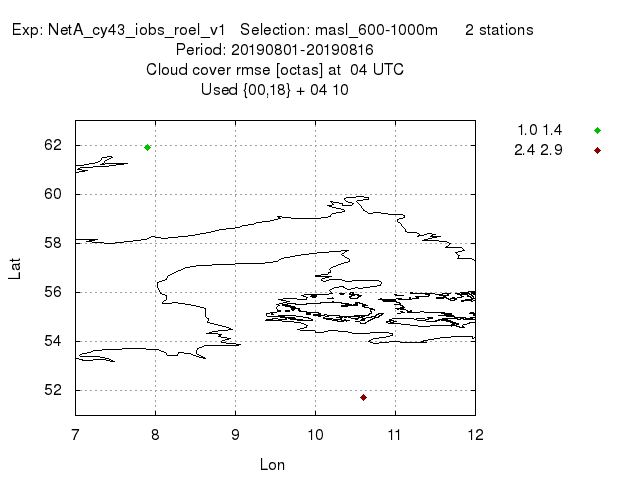 Exp: NetA_cy43_iobs_roel_v1 Selection: masl_600-1000m 2 stations
Period: 20190801-20190816
Cloud cover rmse [octas] at 04 UTC
Used {00,18} + 04 10
1.0 1.4
2.4 2.9
62
60
58
56
54
52
Lat
7 8 9 10 11 12
Lon